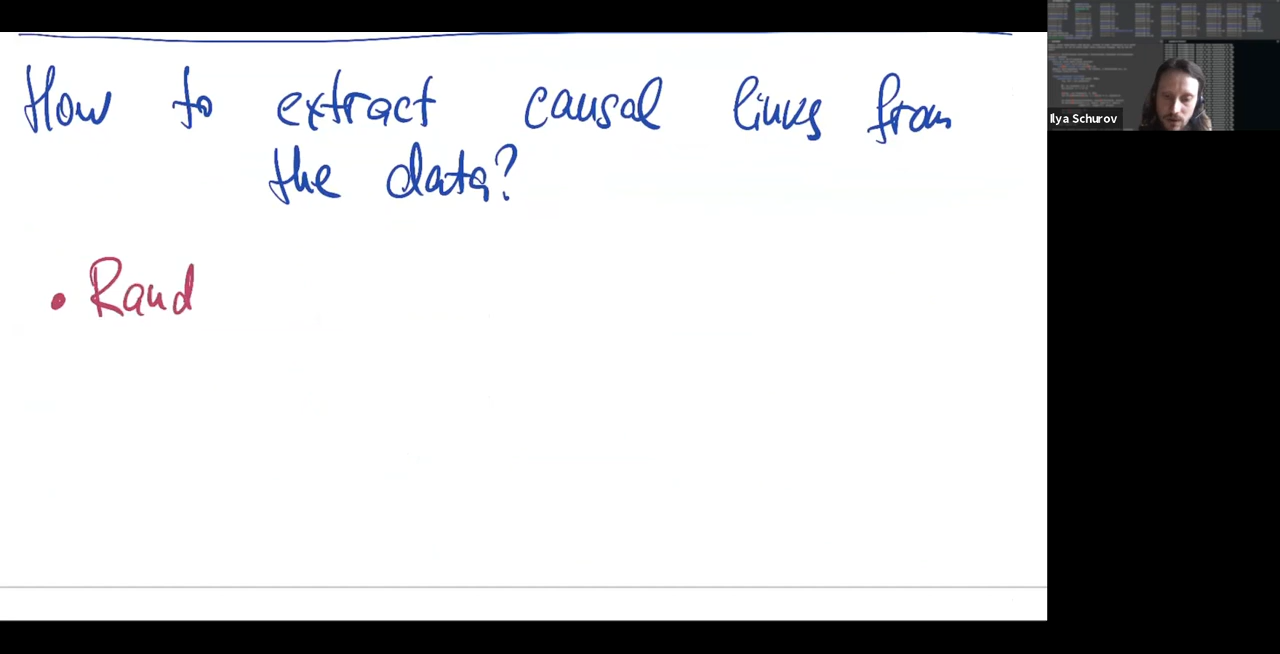 How to extract causal links from
the data?
• Rand
Ilya Schurov